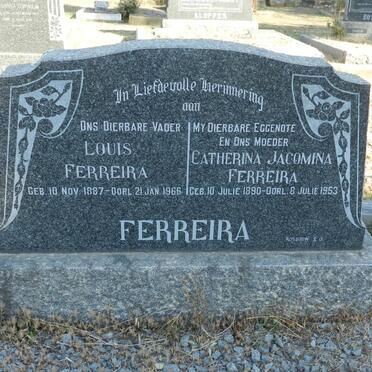 KLOPPER
In Liefdevolle Herinnering
aan
ONS DIERBARE VADER
LOUIS
FERREIRA
GEB. 10 NOV. 1887 - OORL. 21 JAN. 1966
MY DIERBARE EGGENOTE
EN ONS MOEDER
CATHERINA JACOMINA
FERREIRA
GEB. 10 JULIE 1890 - OORL. 8 JULIE 1953
FERREIRA